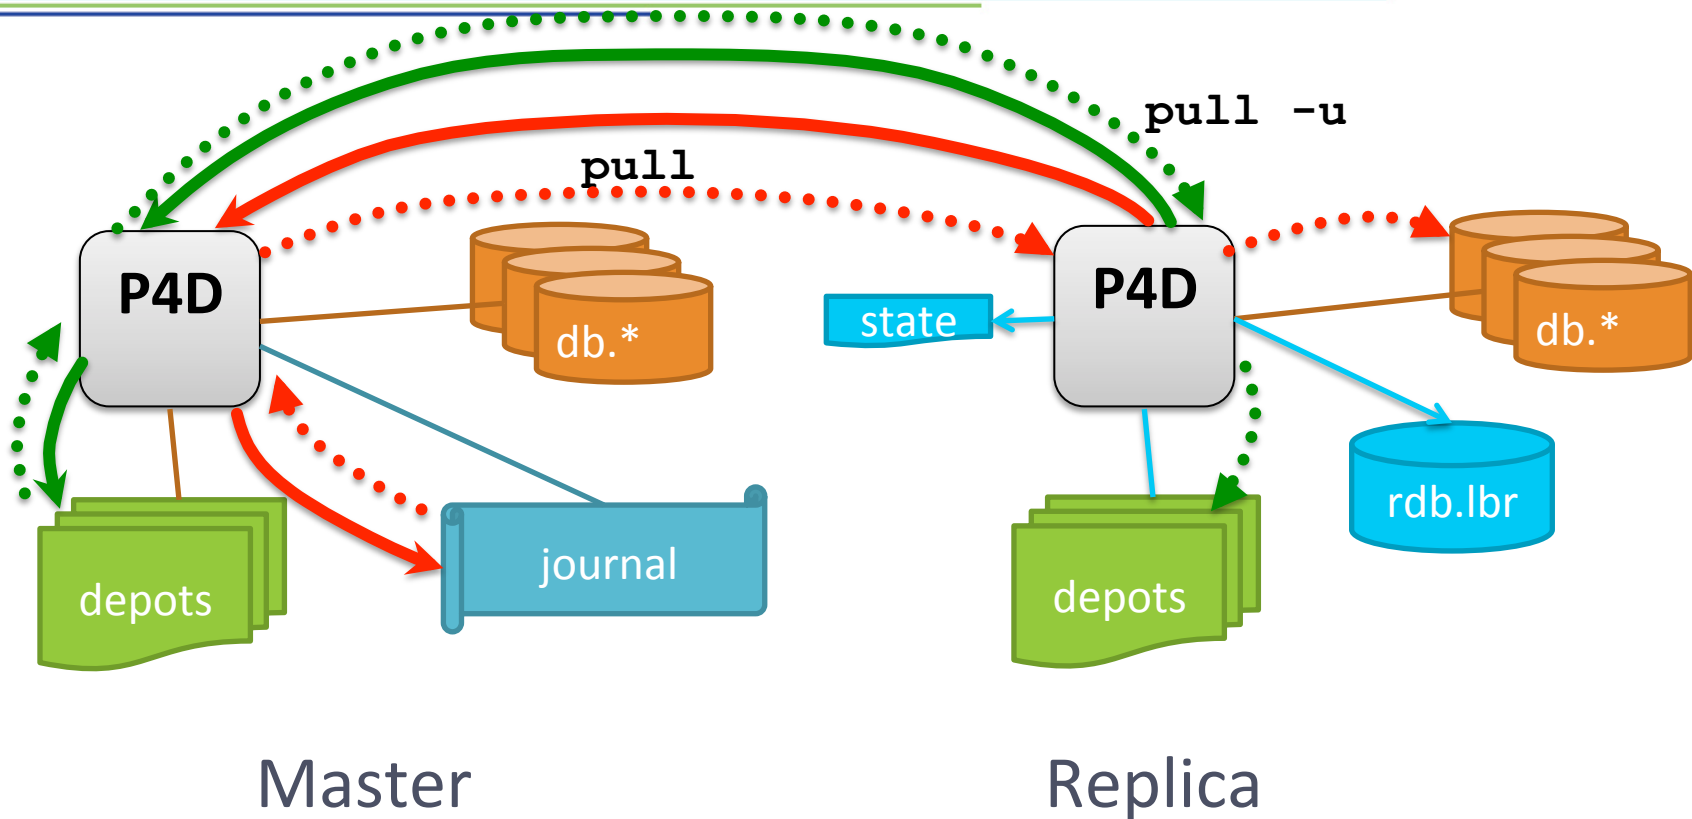 pull -u
pull
P4D
P4D
db.*
state
db.*
rdb.lbr
journal
depots
depots
Master
Replica